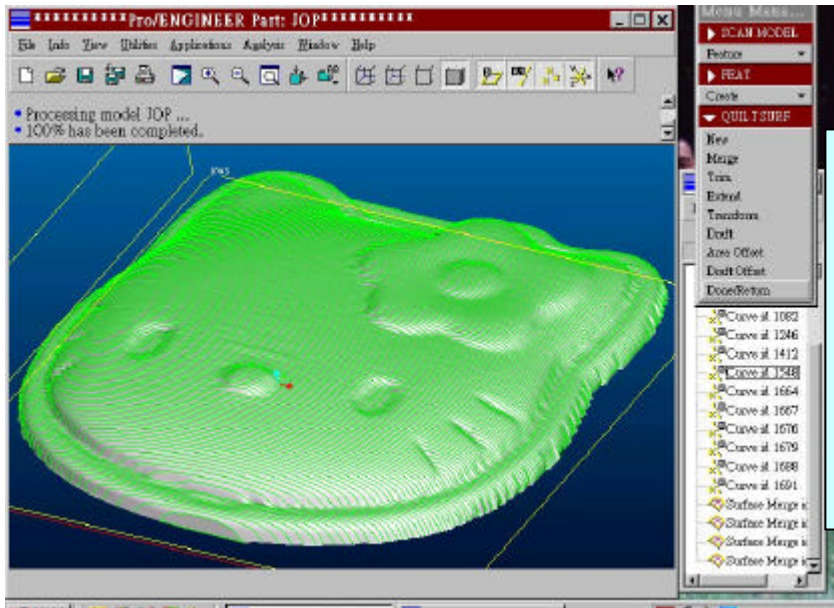 **********Pro/ENGINEER Part: JOP**********
File Info View Utilities Applications Analysis Window Help
• Processing model JOP ...
• 100% has been completed.
Menu Mana...
SCAN MODEL
Feature
FEAT
Create
QUILT SURF
New
Merge
Trim
Extend
Transform
Draft
Area Offset
Draft Offset
Done/Return
Curve id 1082
Curve id 1246
Curve id 1412
Curve id 1548
Curve id 1664
Curve id 1667
Curve id 1676
Curve id 1679
Curve id 1688
Curve id 1691
Surface Merge i
Surface Merge i
Surface Merge i
Surface Merge i